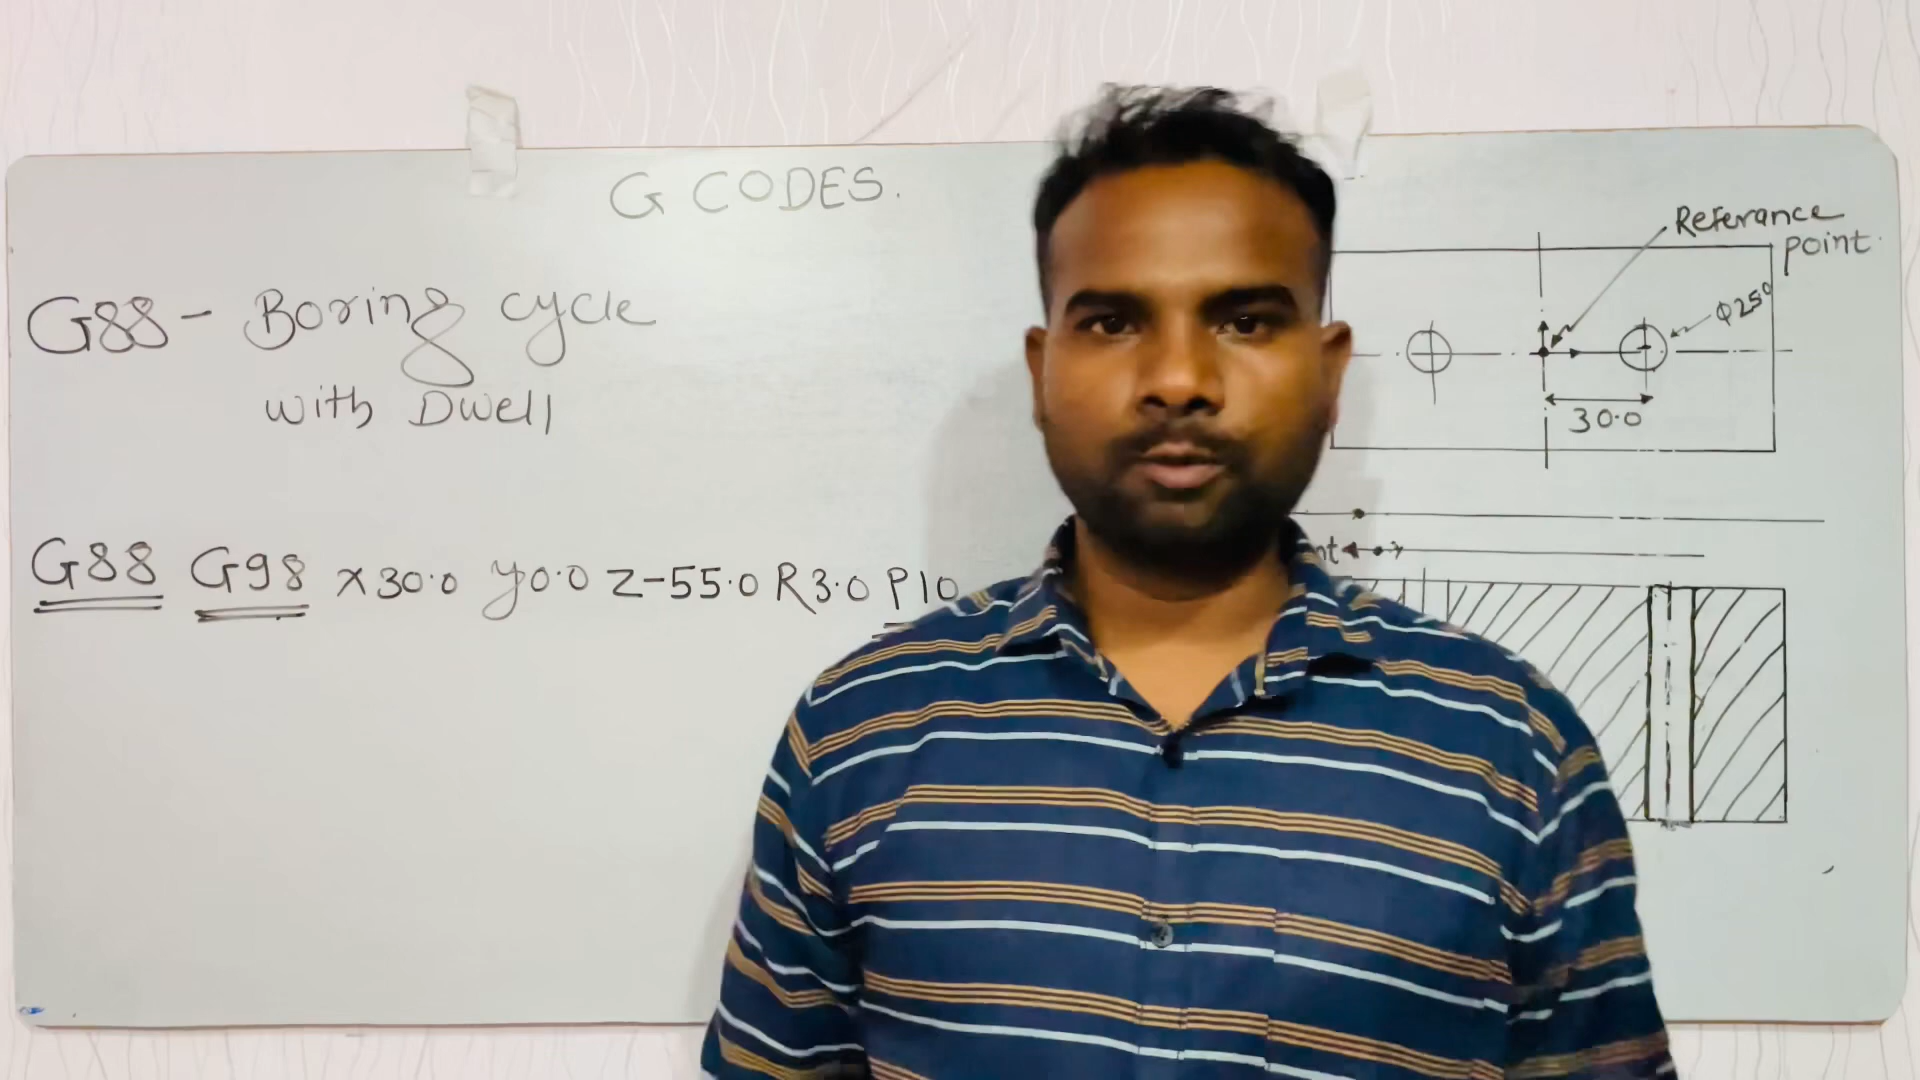 G CODES.
G88 - Boring cycle
with Dwell
G88 G98 X30.0 Y0.0 Z-55.0 R3.0 P10
Referance
point
Φ25.0
30.0